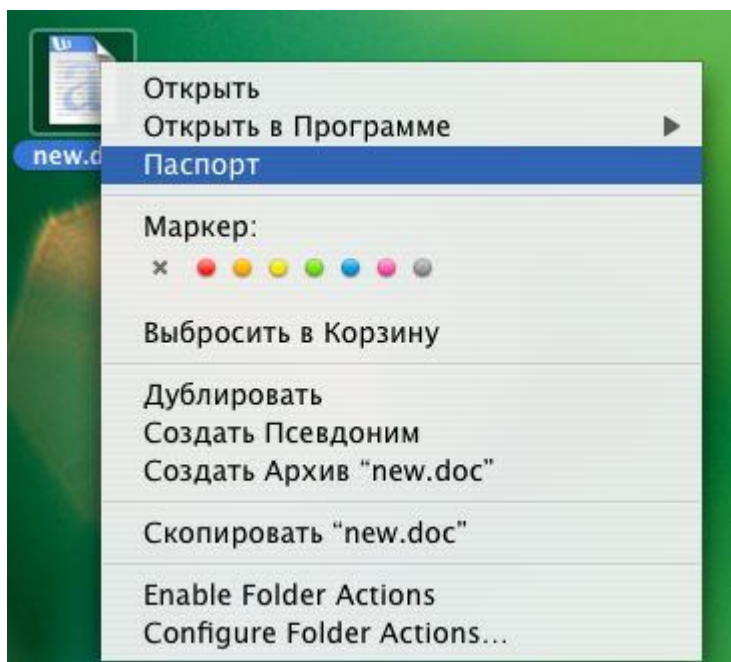 new.d
Открыть
Открыть в Программе
Паспорт
Маркер:
Выбросить в Корзину
Дублировать
Создать Псевдоним
Создать Архив “new.doc”
Скопировать “new.doc”
Enable Folder Actions
Configure Folder Actions...